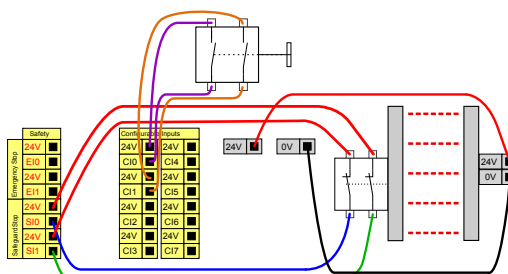 Safety
Emergency Stop
24V
EI0
24V
EI1
Safeguard Stop
24V
SI0
24V
SI1
Configurable Inputs
24V 24V
CI0 CI4
24V 24V
CI1 CI5
24V 24V
CI2 CI6
24V 24V
CI3 CI7
24V 0V
24V
0V